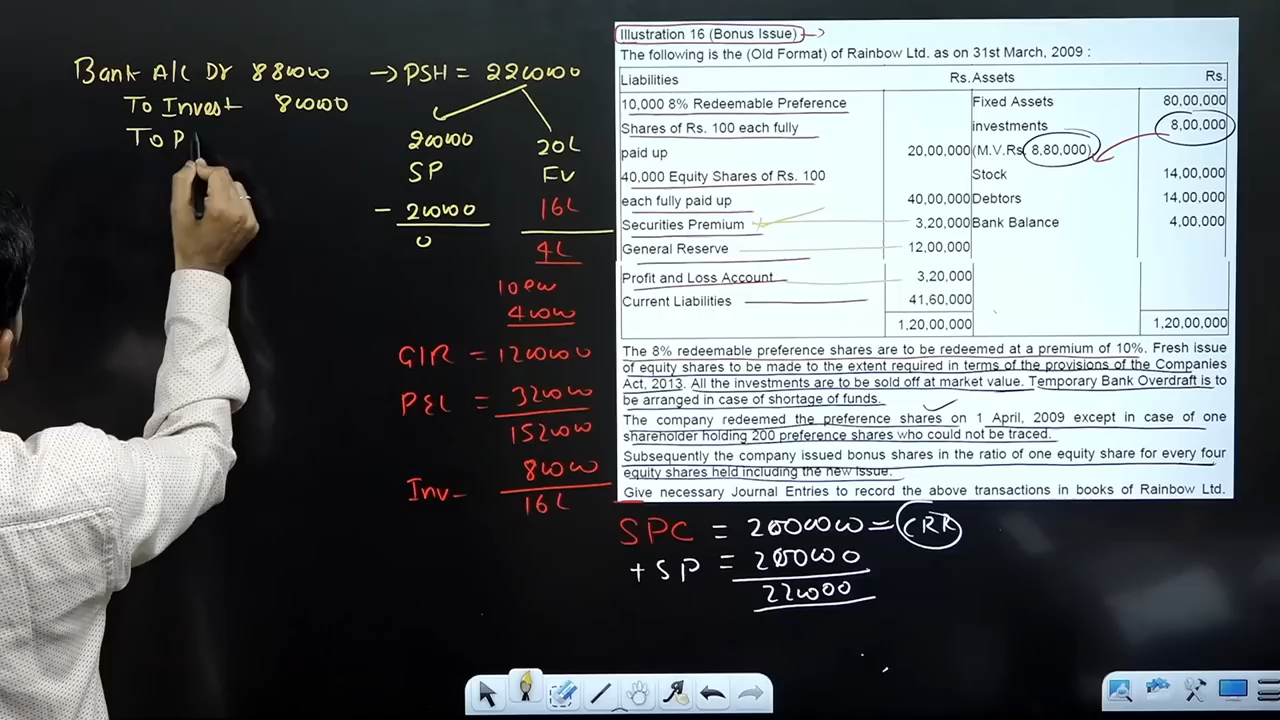 Bank A/C Dr 880000
To Invest 800000
To P
→ PSH = 2200000
200000 20L
SP FV
- 200000 16L
0 4L
GIR = 1200000
P&L = 320000
1520000
80000
Inv- 16L
Illustration 16 (Bonus Issue) →
The following is the (Old Format) of Rainbow Ltd. as on 31st March, 2009 :
Liabilities Rs. Assets Rs.
10,000 8% Redeemable Preference Fixed Assets 80,00,000
Shares of Rs. 100 each fully investments 8,00,000
paid up 20,00,000 (M.V.Rs. 8,80,000)
40,000 Equity Shares of Rs. 100 Stock 14,00,000
each fully paid up 40,00,000 Debtors 14,00,000
Securities Premium 3,20,000 Bank Balance 4,00,000
General Reserve 12,00,000
Profit and Loss Account 3,20,000
Current Liabilities 41,60,000
1,20,00,000 1,20,00,000
The 8% redeemable preference shares are to be redeemed at a premium of 10%. Fresh issue
of equity shares to be made to the extent required in terms of the provisions of the Companies
Act, 2013. All the investments are to be sold off at market value. Temporary Bank Overdraft is to
be arranged in case of shortage of funds.
The company redeemed the preference shares on 1 April, 2009 except in case of one
shareholder holding 200 preference shares who could not be traced.
Subsequently the company issued bonus shares in the ratio of one equity share for every four
equity shares held including the new issue.
Give necessary Journal Entries to record the above transactions in books of Rainbow Ltd.
SPC = 2000000 = CRR
+ SP = 200000
220000